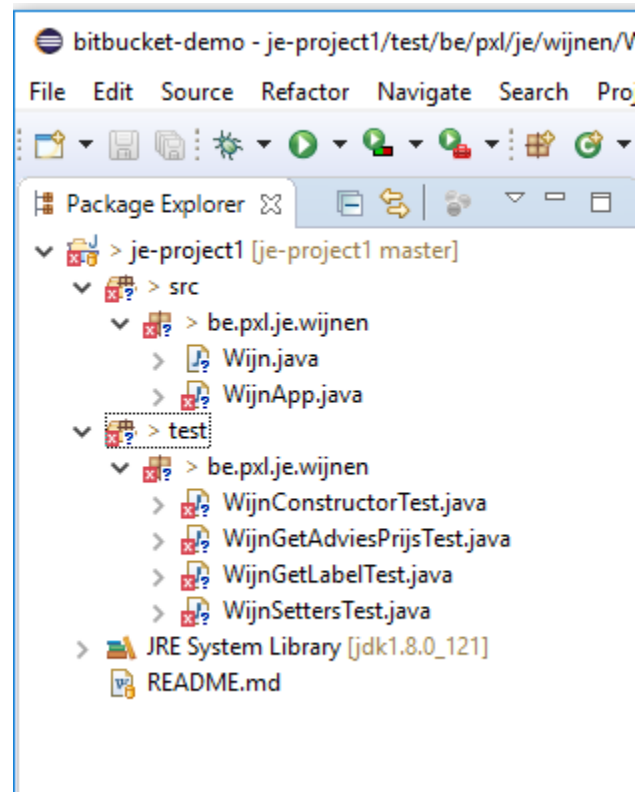 bitbucket-demo - je-project1/test/be/pxl/je/wijnen/
File Edit Source Refactor Navigate Search Proj
Package Explorer
> je-project1 [je-project1 master]
> src
> be.pxl.je.wijnen
Wijn.java
WijnApp.java
> test
> be.pxl.je.wijnen
WijnConstructorTest.java
WijnGetAdviesPrijsTest.java
WijnGetLabelTest.java
WijnSettersTest.java
JRE System Library [jdk1.8.0_121]
README.md